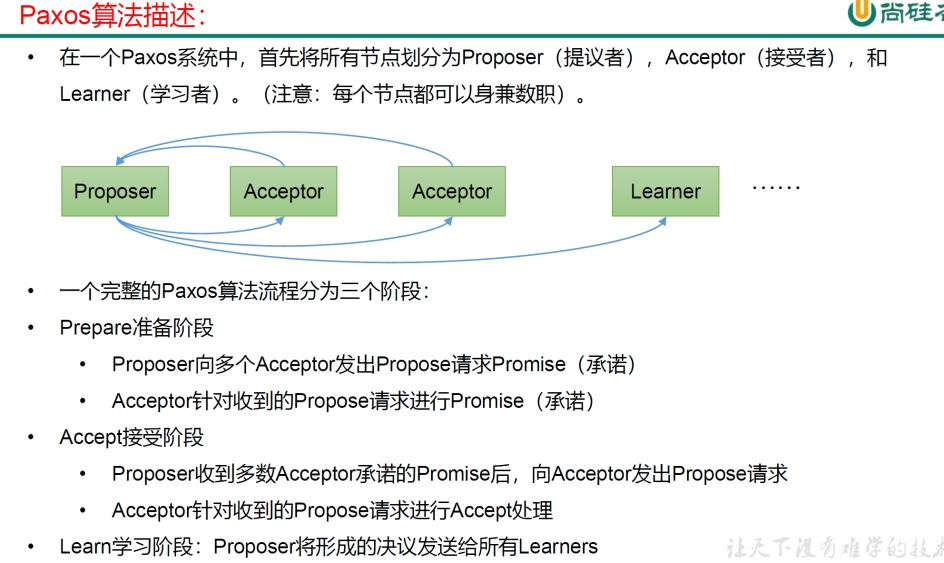 Paxos算法描述：
尚硅
• 在一个Paxos系统中，首先将所有节点划分为Proposer（提议者），Acceptor（接受者），和
Learner（学习者）。（注意：每个节点都可以身兼数职）。
Proposer Acceptor Acceptor Learner ……
• 一个完整的Paxos算法流程分为三个阶段：
• Prepare准备阶段
• Proposer向多个Acceptor发出Propose请求Promise（承诺）
• Acceptor针对收到的Propose请求进行Promise（承诺）
• Accept接受阶段
• Proposer收到多数Acceptor承诺的Promise后，向Acceptor发出Propose请求
• Acceptor针对收到的Propose请求进行Accept处理
• Learn学习阶段：Proposer将形成的决议发送给所有Learners
让天下没有难学的技